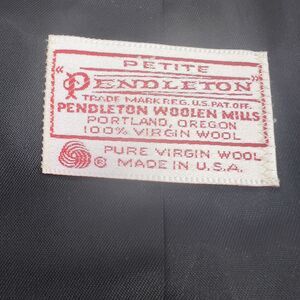 PETITE
"PENDLETON"
TRADE MARK REG. U.S. PAT. OFF.
PENDLETON WOOLEN MILLS
PORTLAND, OREGON
100% VIRGIN WOOL
PURE VIRGIN WOOL
® MADE IN U.S.A.